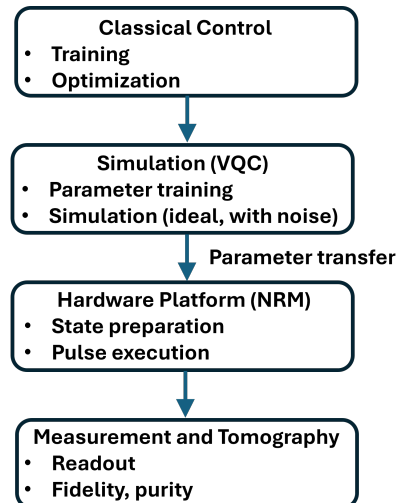 Classical Control
• Training
• Optimization
Simulation (VQC)
• Parameter training
• Simulation (ideal, with noise)
Parameter transfer
Hardware Platform (NRM)
• State preparation
• Pulse execution
Measurement and Tomography
• Readout
• Fidelity, purity